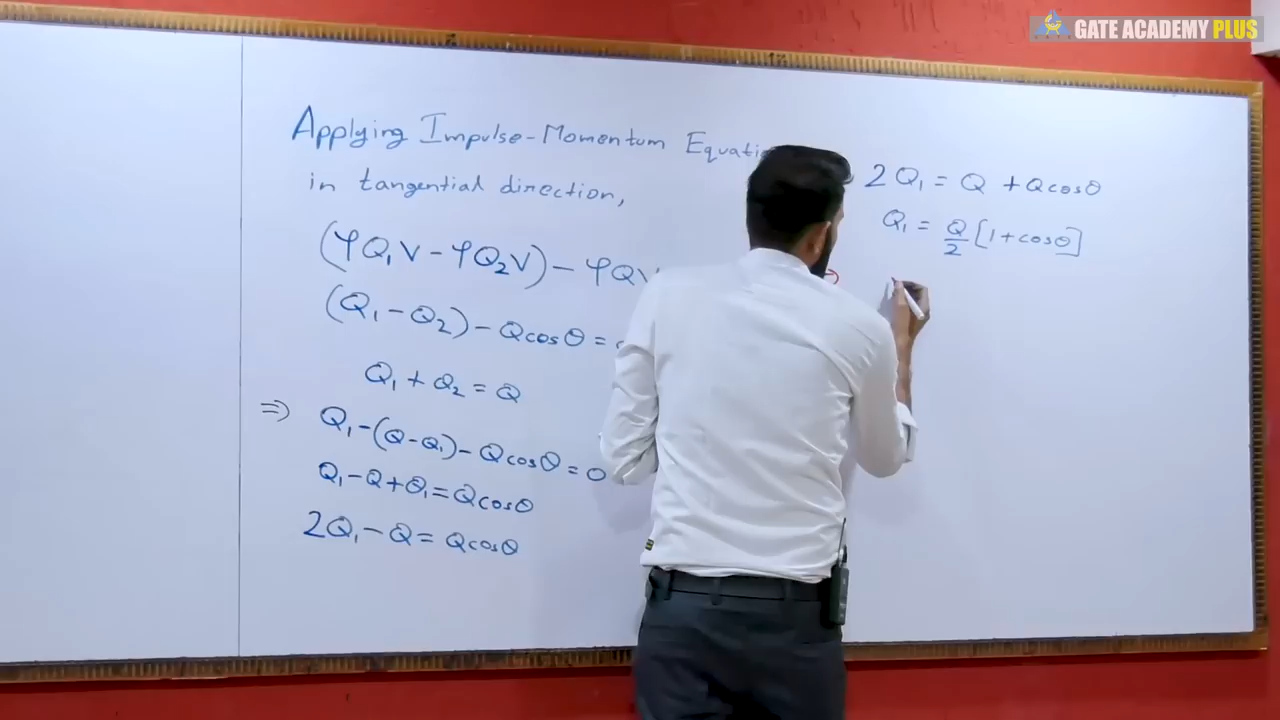 GATE ACADEMY PLUS
Applying Impulse-Momentum
in tangential direction,
(ρQ₁V - ρQ₂V) - ρQV
(Q₁ - Q₂) - Qcosθ =
Q₁ + Q₂ = Q
⇒ Q₁ - (Q - Q₁) - Qcosθ = 0
Q₁ - Q + Q₁ = Qcosθ
2Q₁ - Q = Qcosθ
2Q₁ = Q + Qcosθ
Q₁ = Q/2 [1 + cosθ]